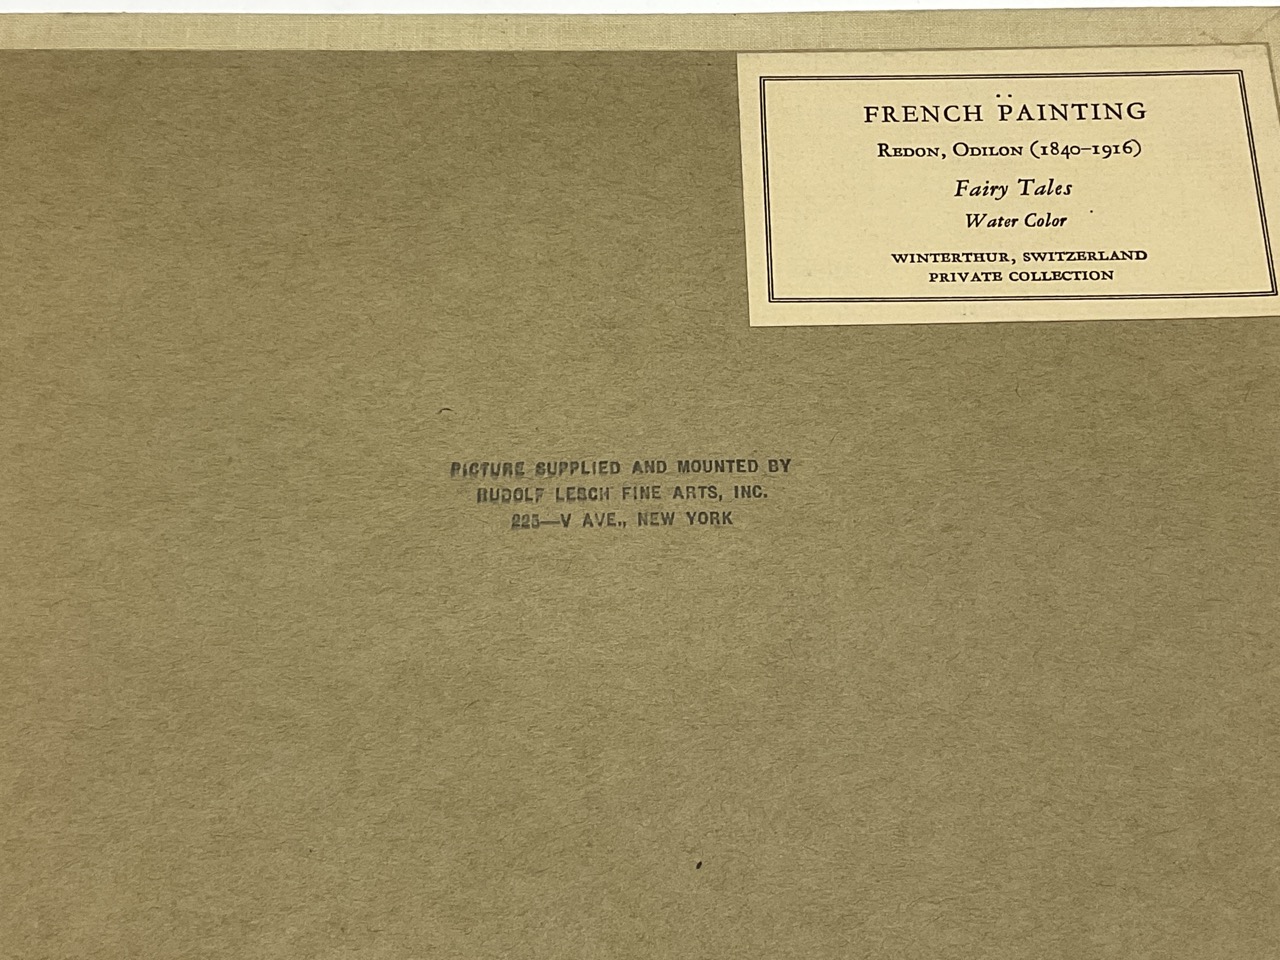 FRENCH PAINTING
REDON, ODILON (1840–1916)
Fairy Tales
Water Color
WINTERTHUR, SWITZERLAND
PRIVATE COLLECTION
PICTURE SUPPLIED AND MOUNTED BY
RUDOLF LESCH FINE ARTS, INC.
225—V AVE., NEW YORK